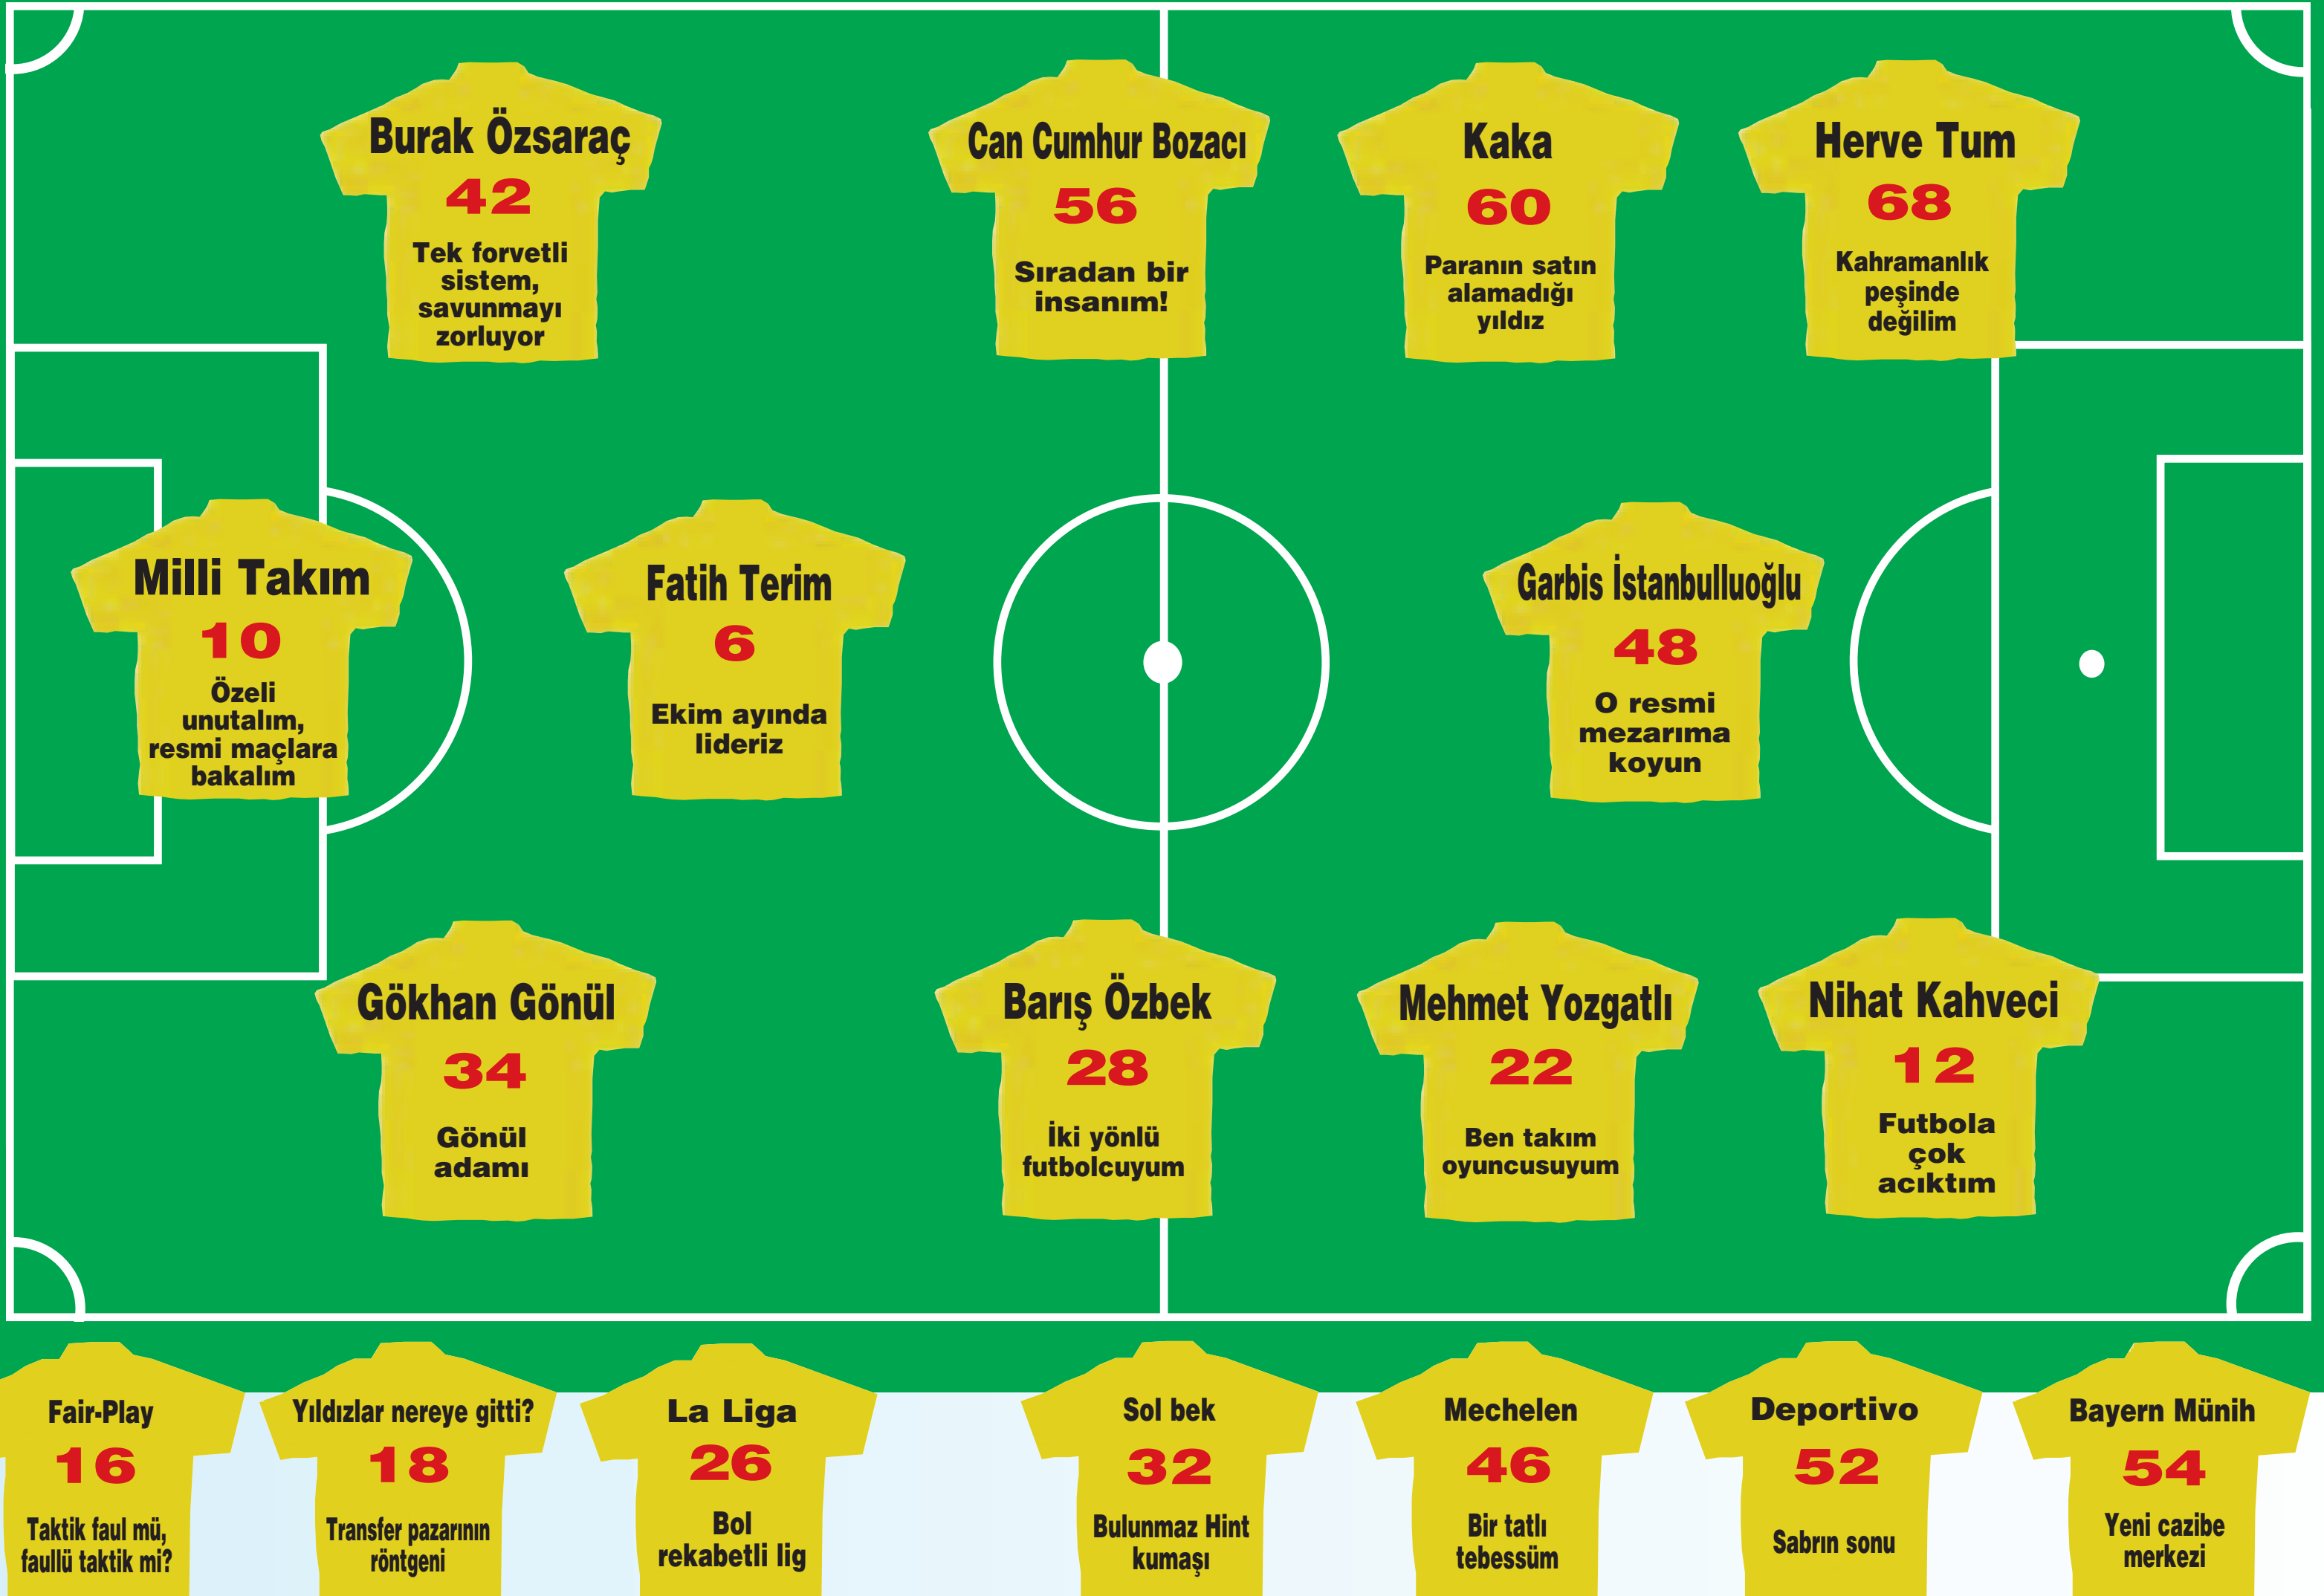 Burak Özsaraç
42
Tek forvetli
sistem,
savunmayı
zorluyor
Can Cumhur Bozacı
56
Sıradan bir
insanım!
Kaka
60
Paranın satın
alamadığı
yıldız
Herve Tum
68
Kahramanlık
peşinde
değilim
Milli Takım
10
Özeli
unutalım,
resmi maçlara
bakalım
Fatih Terim
6
Ekim ayında
lideriz
Garbis İstanbulluoğlu
48
O resmi
mezarıma
koyun
Gökhan Gönül
34
Gönül
adamı
Barış Özbek
28
İki yönlü
futbolcuyum
Mehmet Yozgatlı
22
Ben takım
oyuncusuyum
Nihat Kahveci
12
Futbola
çok
acıktım
Fair-Play
16
Taktik faul mü,
faullü taktik mi?
Yıldızlar nereye gitti?
18
Transfer pazarının
röntgeni
La Liga
26
Bol
rekabetli lig
Sol bek
32
Bulunmaz Hint
kumaşı
Mechelen
46
Bir tatlı
tebessüm
Deportivo
52
Sabrın sonu
Bayern Münih
54
Yeni cazibe
merkezi